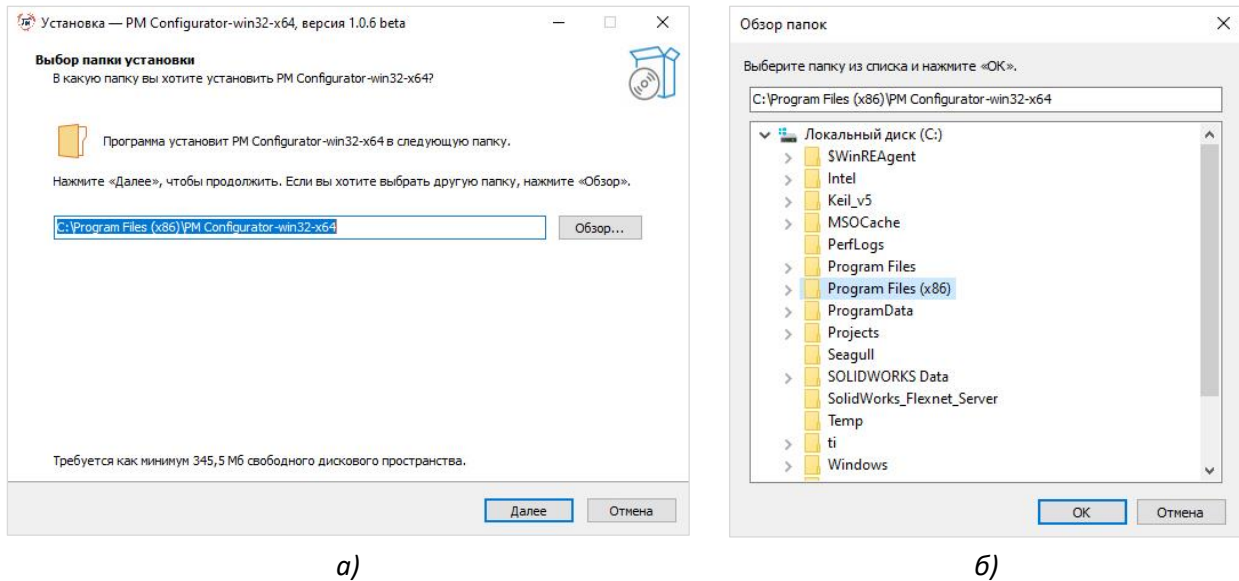 Установка — PM Configurator-win32-x64, версия 1.0.6 beta
Выбор папки установки
В какую папку вы хотите установить PM Configurator-win32-x64?
Программа установит PM Configurator-win32-x64 в следующую папку.
Нажмите «Далее», чтобы продолжить. Если вы хотите выбрать другую папку, нажмите «Обзор».
C:\Program Files (x86)\PM Configurator-win32-x64
Обзор...
Требуется как минимум 345,5 Мб свободного дискового пространства.
Далее
Отмена
а)
Обзор папок
Выберите папку из списка и нажмите «ОК».
C:\Program Files (x86)\PM Configurator-win32-x64
Локальный диск (C:)
$WinREAgent
Intel
Keil_v5
MSOCache
PerfLogs
Program Files
Program Files (x86)
ProgramData
Projects
Seagull
SOLIDWORKS Data
SolidWorks_Flexnet_Server
Temp
ti
Windows
ОК
Отмена
б)